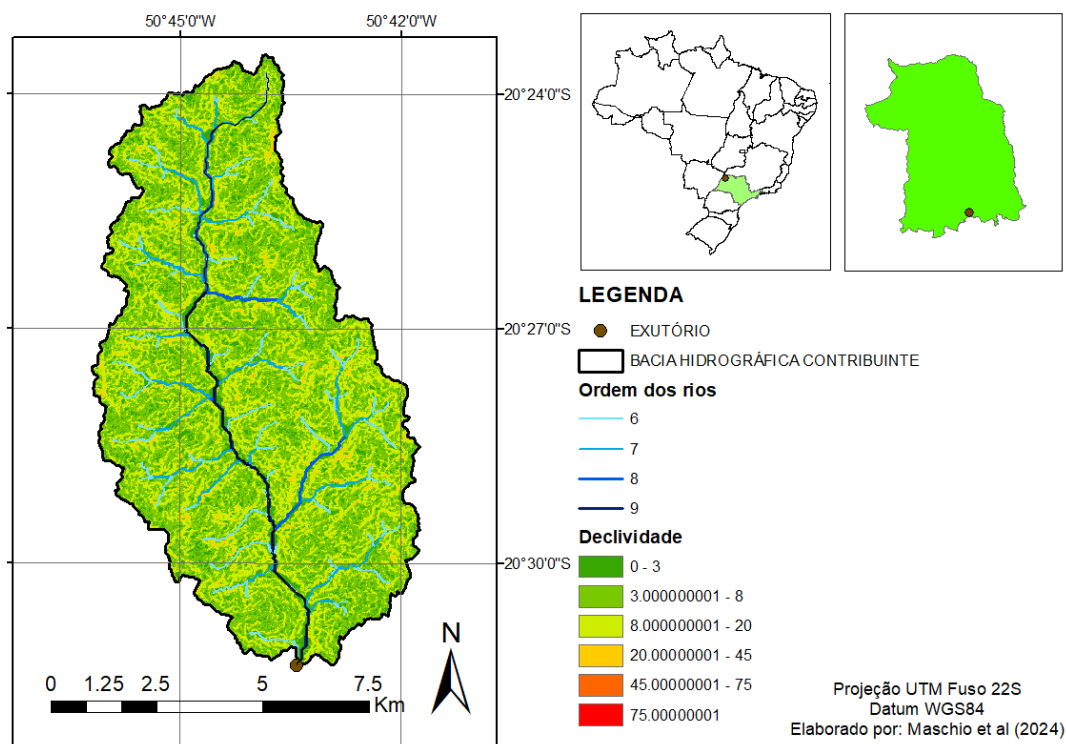 50°45'0"W
50°42'0"W
20°24'0"S
20°27'0"S
20°30'0"S
0 1.25 2.5 5 7.5
Km
N
LEGENDA
EXUTÓRIO
BACIA HIDROGRÁFICA CONTRIBUINTE
Ordem dos rios
6
7
8
9
Declividade
0 - 3
3.000000001 - 8
8.000000001 - 20
20.00000001 - 45
45.00000001 - 75
75.00000001
Projeção UTM Fuso 22S
Datum WGS84
Elaborado por: Maschio et al (2024)